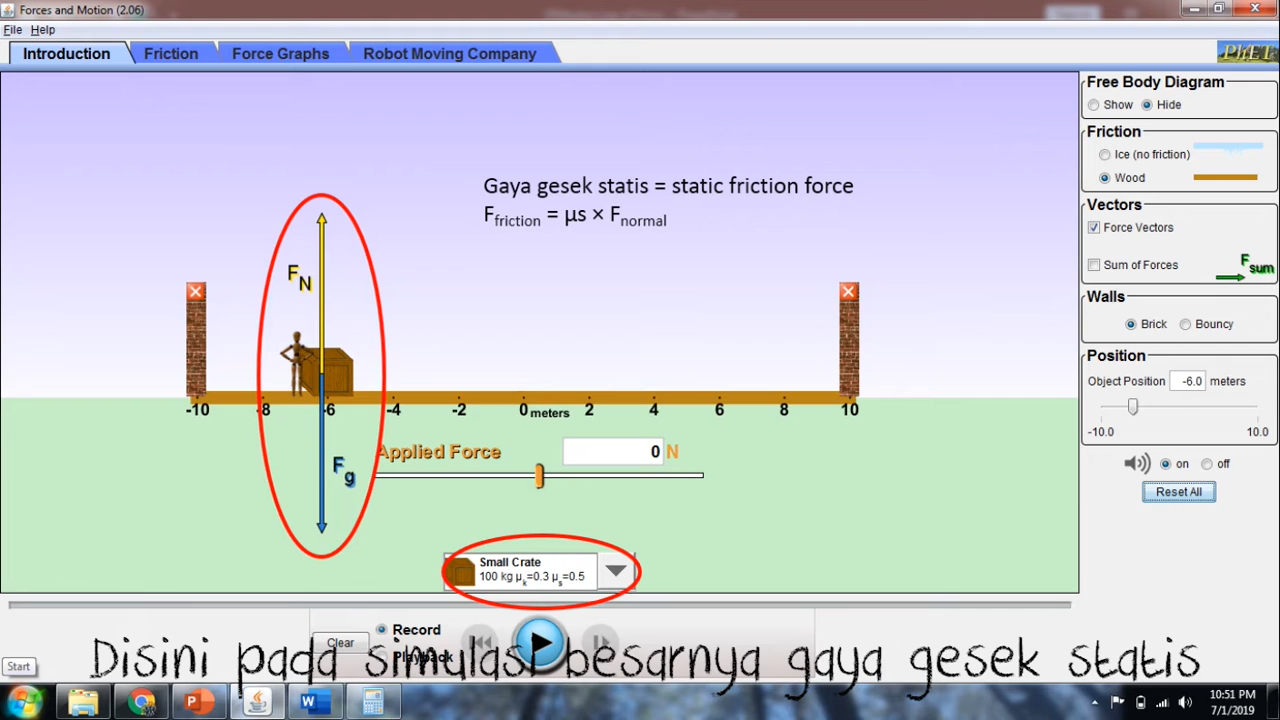 Forces and Motion (2.06)
File Help
Introduction Friction Force Graphs Robot Moving Company
PhET
Free Body Diagram
Show Hide
Friction
Ice (no friction)
Wood
Vectors
Force Vectors
Sum of Forces
Fsum
Walls
Brick Bouncy
Position
Object Position -6.0 meters
-10.0 10.0
on off
Reset All
Gaya gesek statis = static friction force
Ffriction = μs × Fnormal
FN
-10 -8 -6 -4 -2 0 meters 2 4 6 8 10
Fg
Applied Force 0 N
Small Crate
100 kg μk=0.3 μs=0.5
Clear
Record
Playback
Disini pada simulasi besarnya gaya gesek statis
Start
10:51 PM
7/1/2019